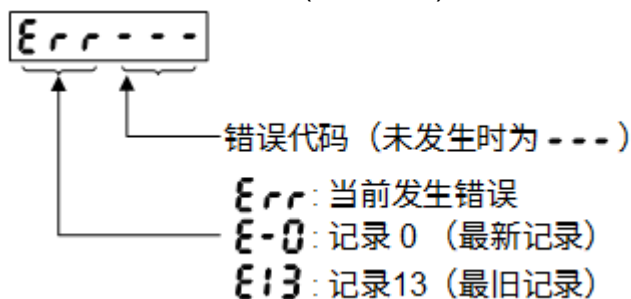 Err---
错误代码（未发生时为---）
Err:当前发生错误
E-0:记录0（最新记录）
E13:记录13（最旧记录）